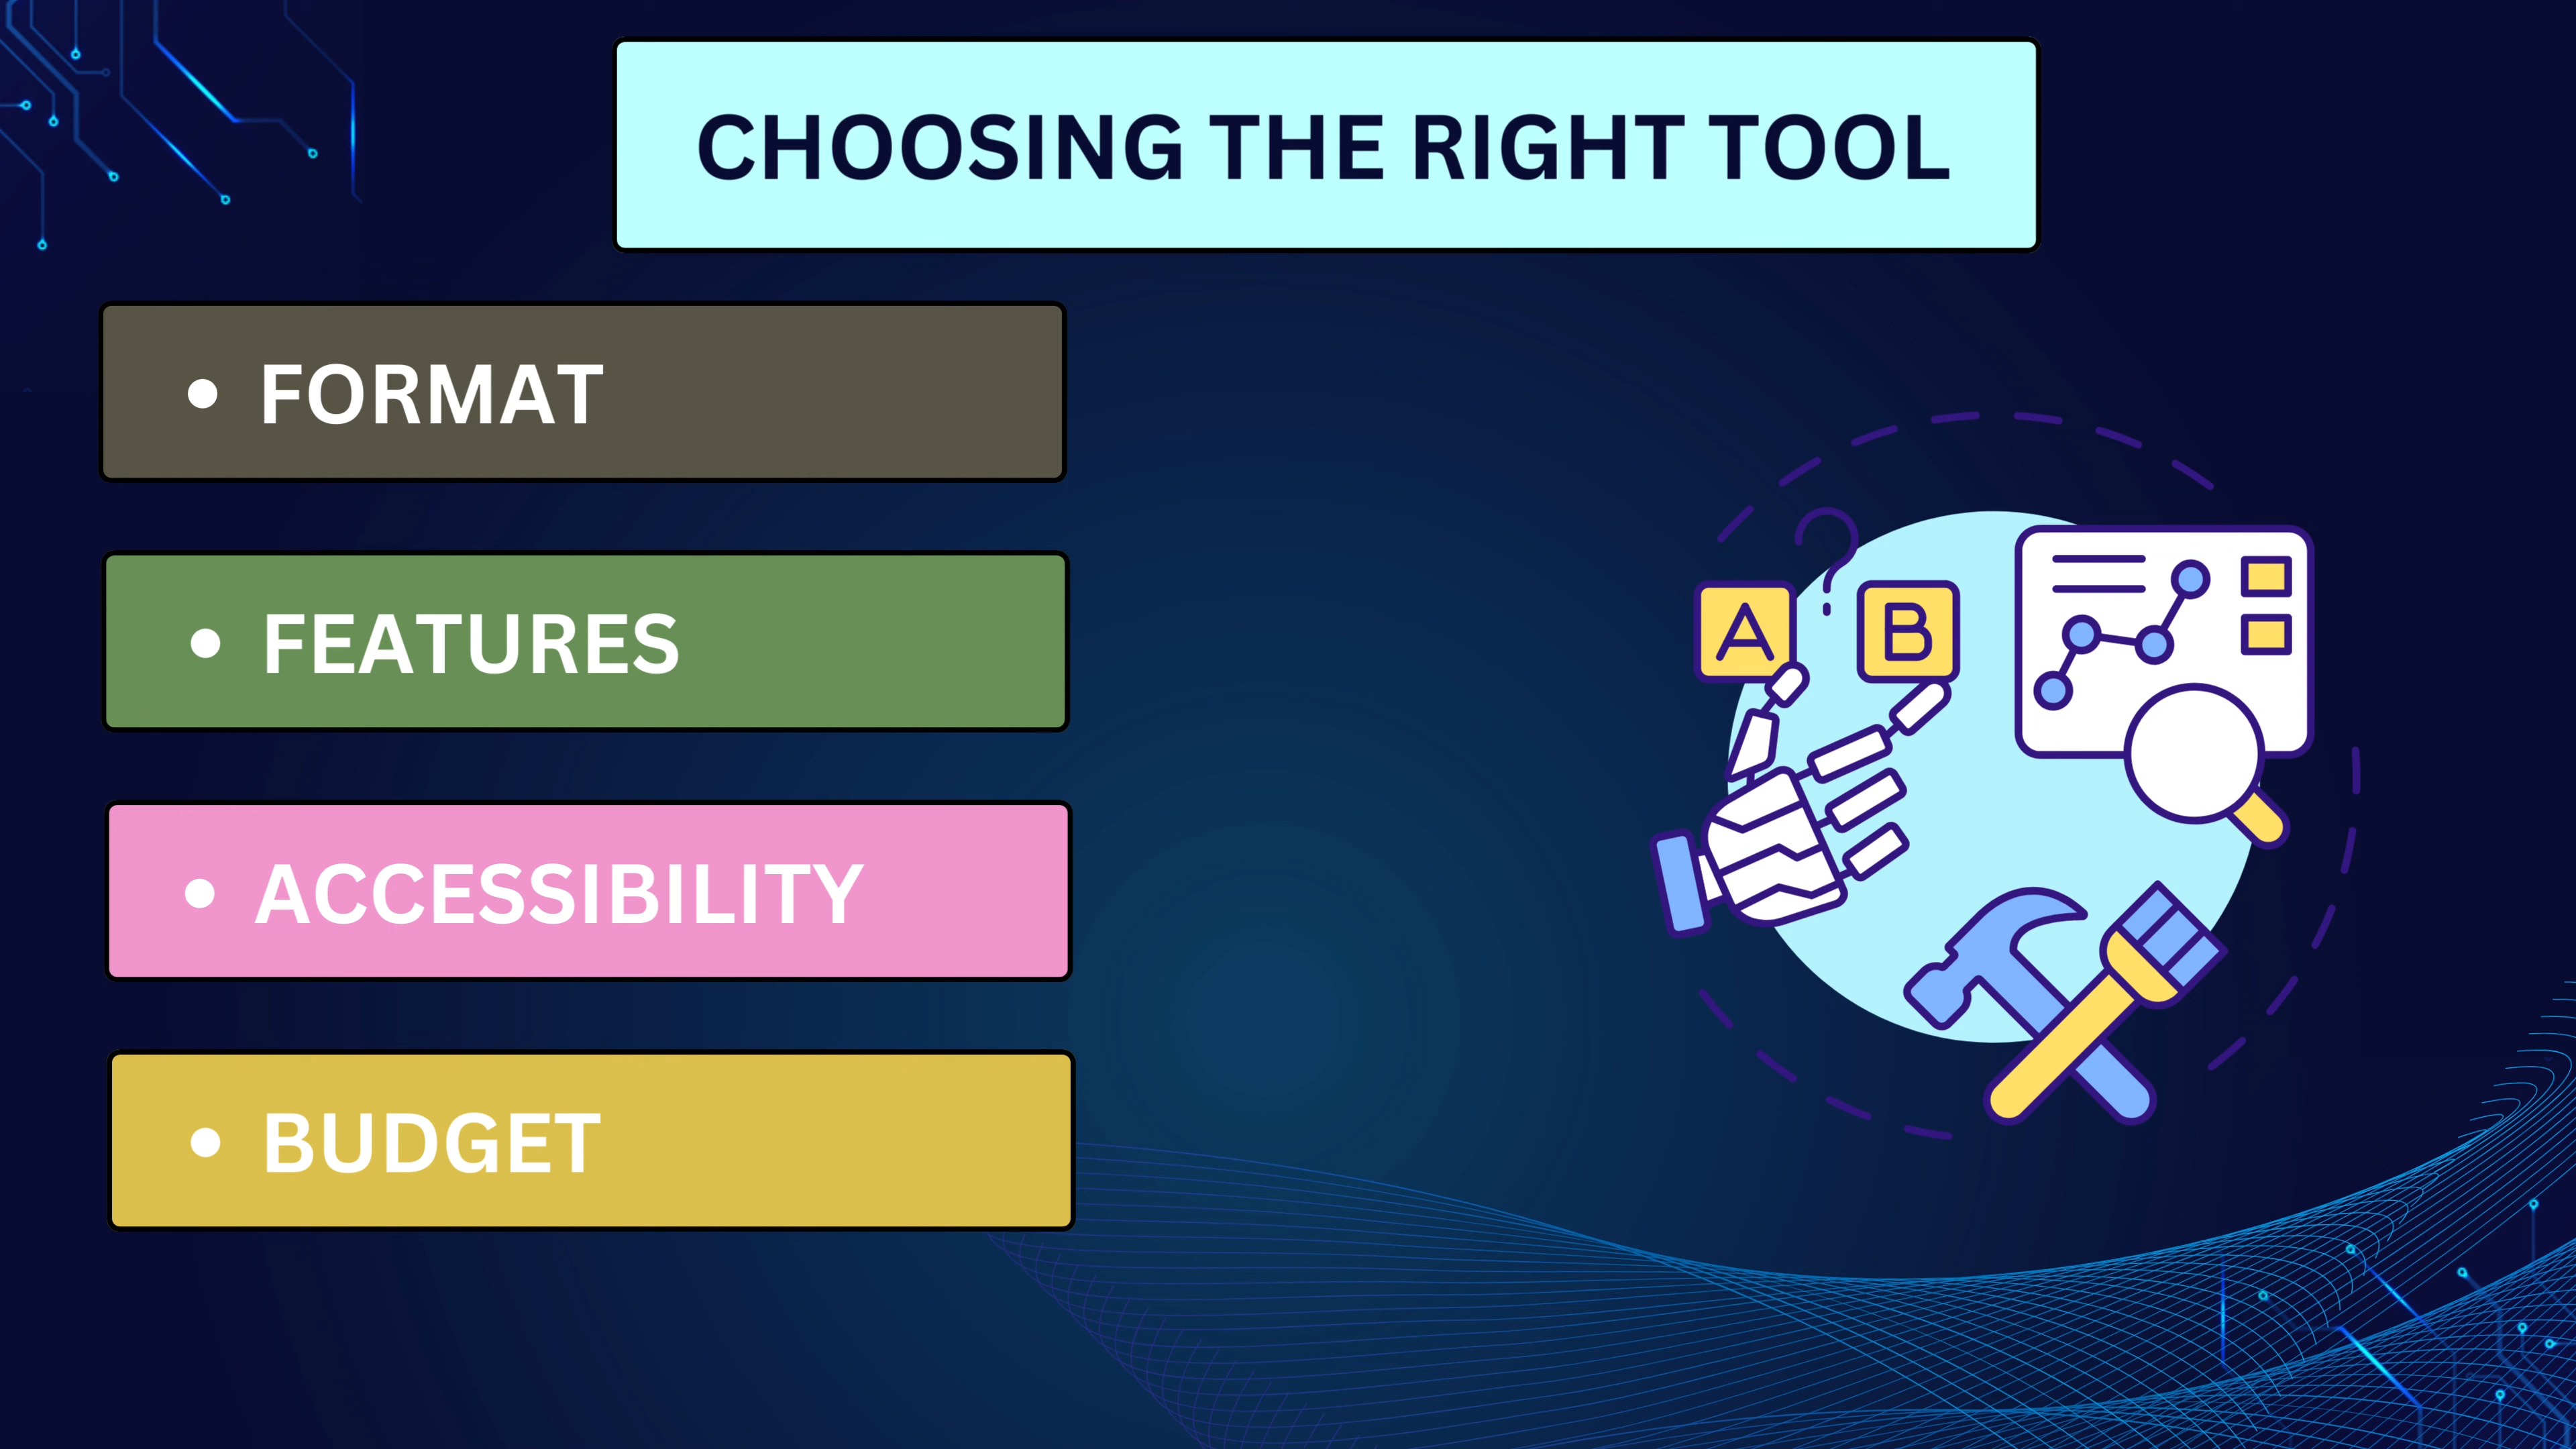 CHOOSING THE RIGHT TOOL
• FORMAT
• FEATURES
• ACCESSIBILITY
• BUDGET
?
A B